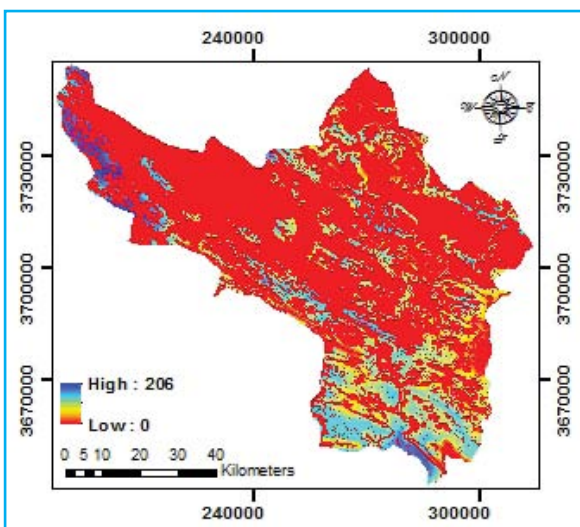 240000 300000
N
W E
S
3730000 3730000
3700000 3700000
3670000 3670000
High : 206
Low : 0
0 5 10 20 30 40
Kilometers
240000 300000